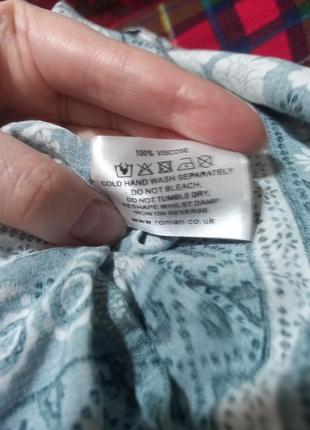 100% VISCOSE
COLD HAND WASH SEPARATELY
DO NOT BLEACH.
DO NOT TUMBLE DRY.
RESHAPE WHILST DAMP
IRON ON REVERSE
www.roman.co.uk